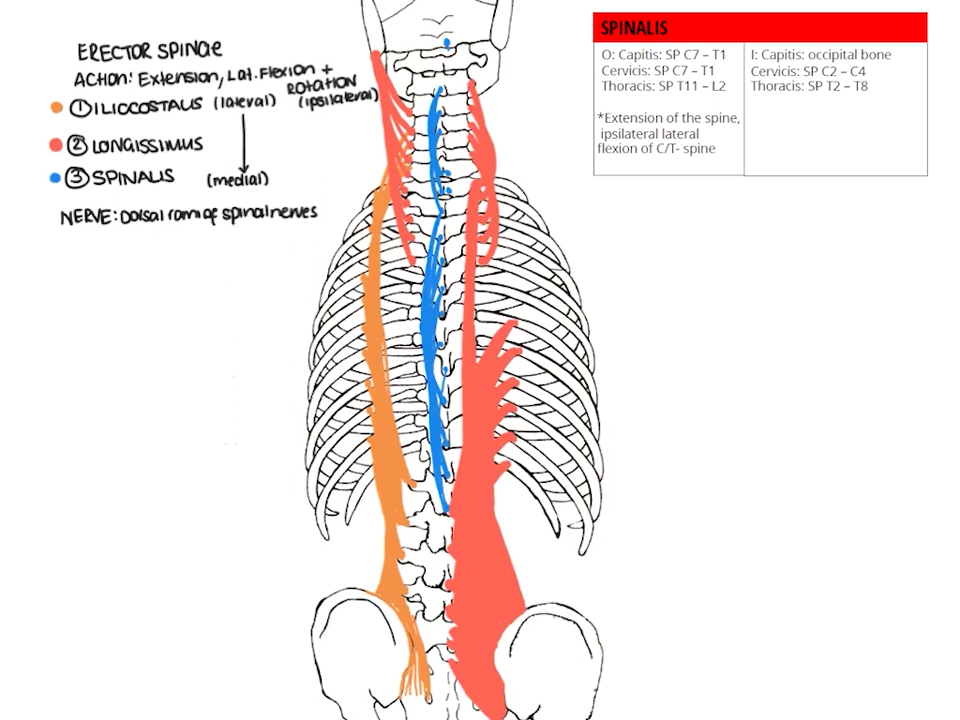 ERECTOR SPINAE
ACTION: Extension, Lat. Flexion +
ROTATION
① ILIOCOSTALIS (lateral) (ipsilateral)
② LONGISSIMUS
③ SPINALIS (medial)
NERVE: Dorsal rami of spinal nerves
SPINALIS
O: Capitis: SP C7 – T1
Cervicis: SP C7 – T1
Thoracis: SP T11 – L2
*Extension of the spine,
ipsilateral lateral
flexion of C/T- spine
I: Capitis: occipital bone
Cervicis: SP C2 – C4
Thoracis: SP T2 – T8